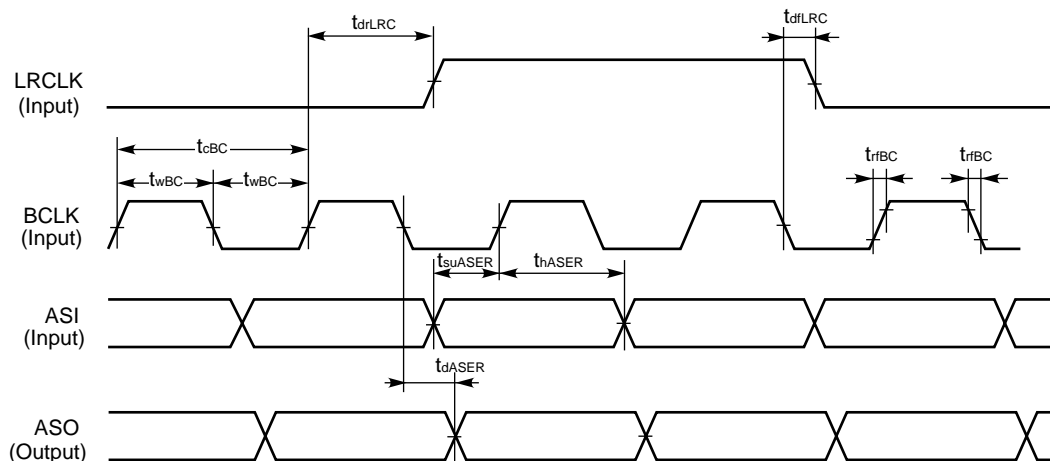 tdrLRC
tdfLRC
LRCLK
(Input)
tcBC
trfBC
trfBC
twBC
twBC
BCLK
(Input)
tsuASER
thASER
ASI
(Input)
tdASER
ASO
(Output)